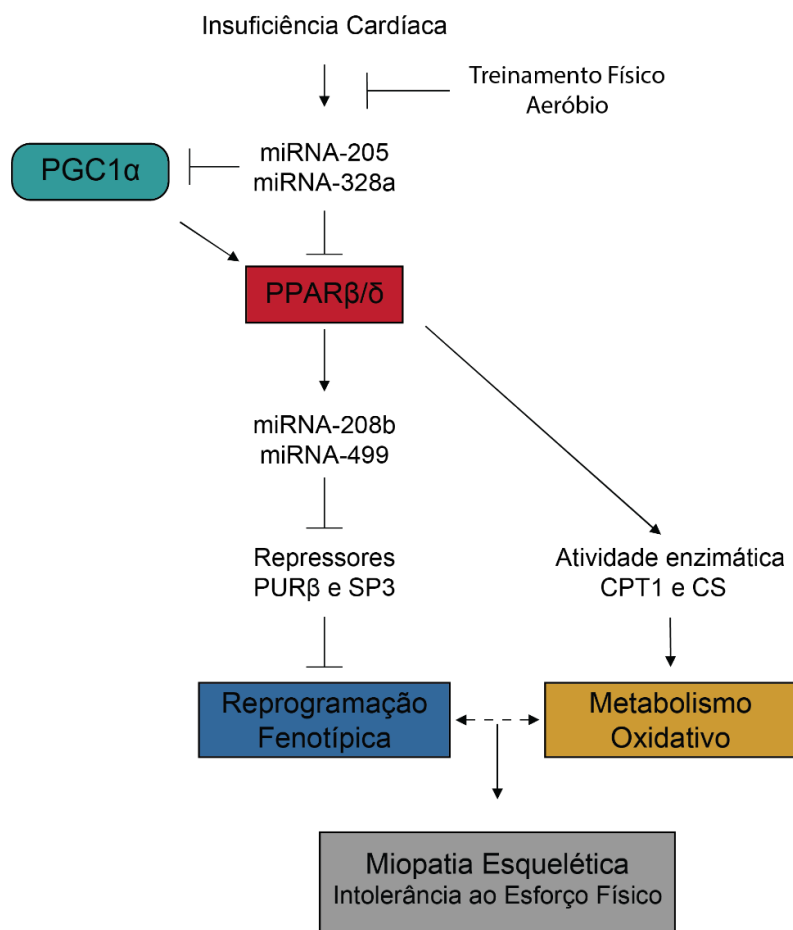 Insuficiência Cardíaca
Treinamento Físico
Aeróbio
miRNA-205
miRNA-328a
PGC1α
PPARβ/δ
miRNA-208b
miRNA-499
Repressores
PURβ e SP3
Atividade enzimática
CPT1 e CS
Reprogramação
Fenotípica
Metabolismo
Oxidativo
Miopatia Esquelética
Intolerância ao Esforço Físico